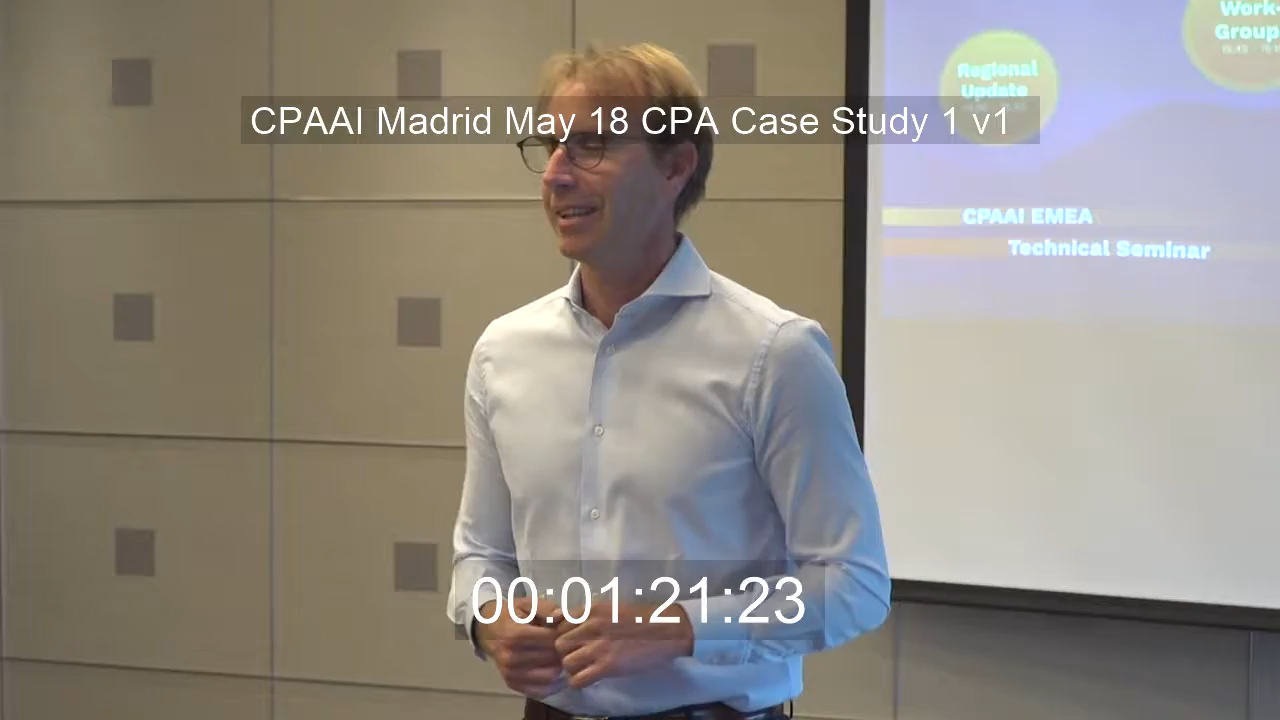 Work-
Group
Regional
Update
CPAAI Madrid May 18 CPA Case Study 1 v1
CPAAI EMEA
Technical Seminar
00:01:21:23